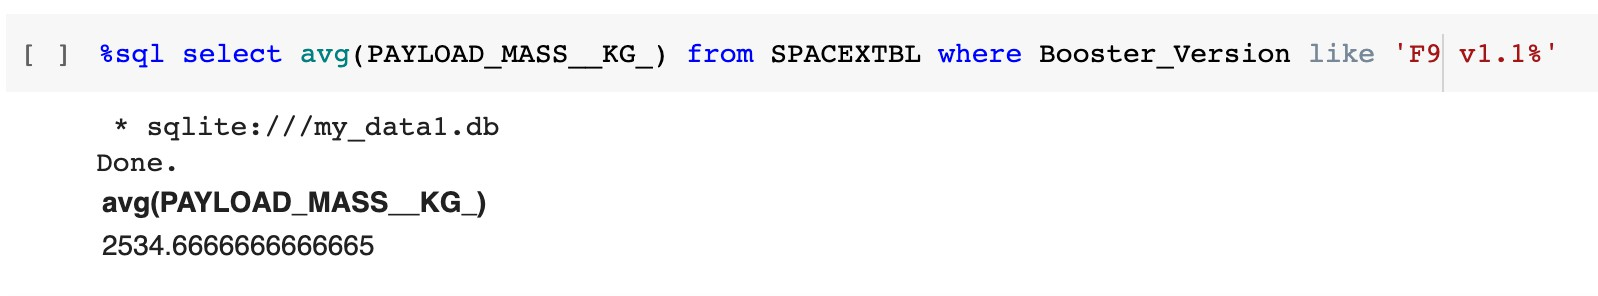 [ ] %sql select avg(PAYLOAD_MASS__KG_) from SPACEXTBL where Booster_Version like 'F9 v1.1%'
* sqlite:///my_data1.db
Done.
avg(PAYLOAD_MASS__KG_)
2534.6666666666665